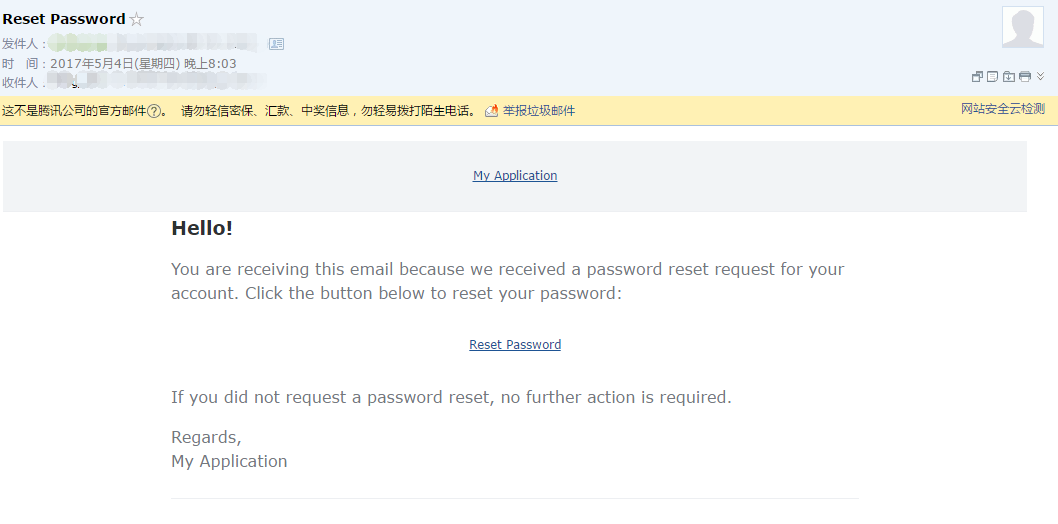 Reset Password
发件人：
时　间：2017年5月4日(星期四) 晚上8:03
收件人：
这不是腾讯公司的官方邮件?。 请勿轻信密保、汇款、中奖信息，勿轻易拨打陌生电话。 举报垃圾邮件 网站安全云检测
My Application
Hello!
You are receiving this email because we received a password reset request for your
account. Click the button below to reset your password:
Reset Password
If you did not request a password reset, no further action is required.
Regards,
My Application